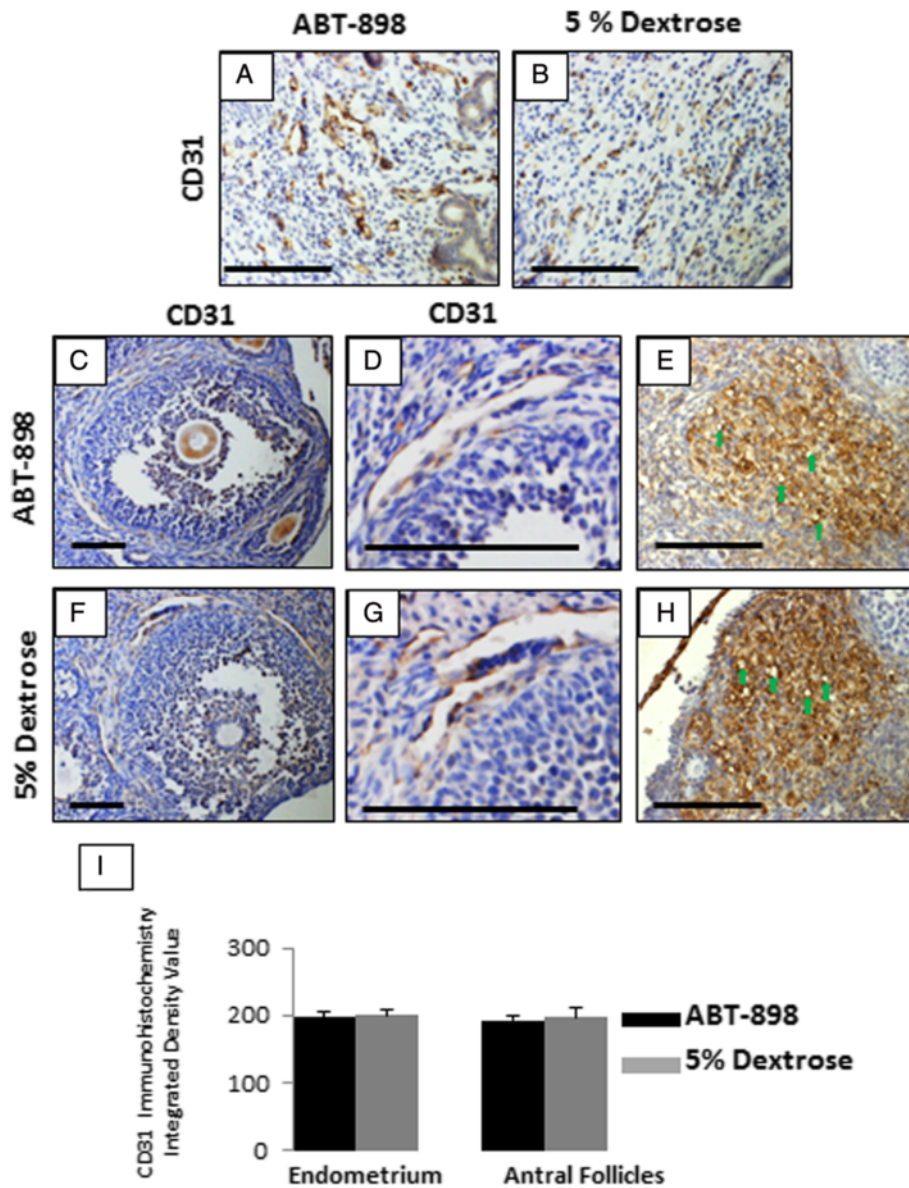 ABT-898 5 % Dextrose
A B
CD31
CD31 CD31
C D E
ABT-898
F G H
5% Dextrose
I
CD31 Immunohistochemistry
Integrated Density Value
300
200
100
0
Endometrium Antral Follicles
ABT-898
5% Dextrose